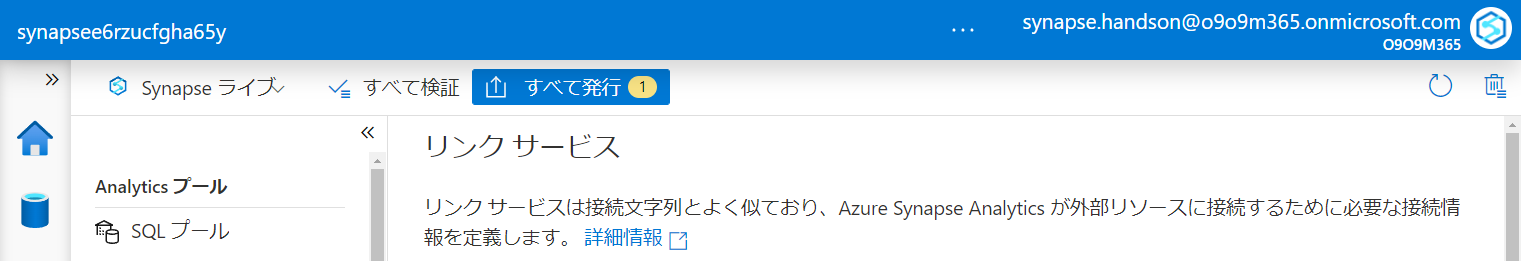 synapsee6rzucfgha65y
...
synapse.handson@o9o9m365.onmicrosoft.com
O9O9M365
Synapse ライブ
すべて検証
すべて発行 1
Analytics プール
SQL プール
リンク サービス
リンク サービスは接続文字列とよく似ており、Azure Synapse Analytics が外部リソースに接続するために必要な接続情
報を定義します。 詳細情報